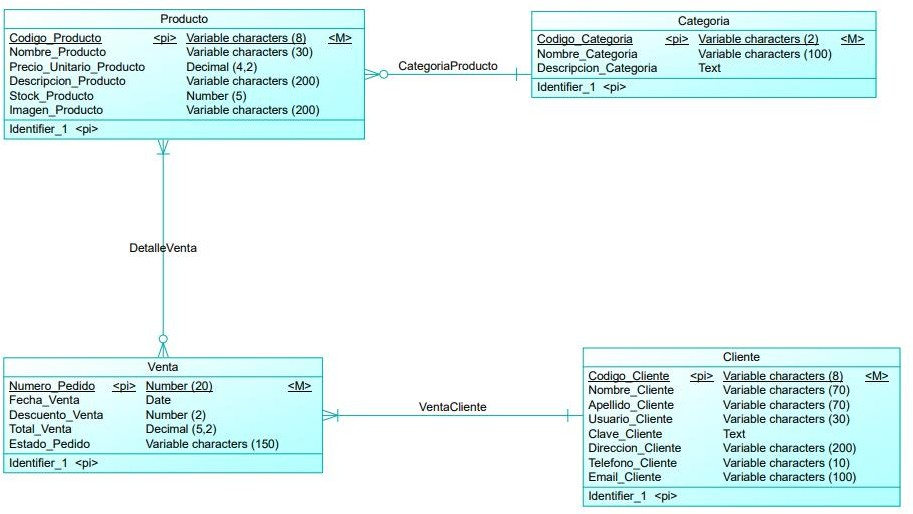 Producto
Codigo_Producto <pi> Variable characters (8) <M>
Nombre_Producto Variable characters (30)
Precio_Unitario_Producto Decimal (4,2)
Descripcion_Producto Variable characters (200)
Stock_Producto Number (5)
Imagen_Producto Variable characters (200)
Identifier_1 <pi>
CategoriaProducto
Categoria
Codigo_Categoria <pi> Variable characters (2) <M>
Nombre_Categoria Variable characters (100)
Descripcion_Categoria Text
Identifier_1 <pi>
DetalleVenta
Venta
Numero_Pedido <pi> Number (20) <M>
Fecha_Venta Date
Descuento_Venta Number (2)
Total_Venta Decimal (5,2)
Estado_Pedido Variable characters (150)
Identifier_1 <pi>
VentaCliente
Cliente
Codigo_Cliente <pi> Variable characters (8) <M>
Nombre_Cliente Variable characters (70)
Apellido_Cliente Variable characters (70)
Usuario_Cliente Variable characters (30)
Clave_Cliente Text
Direccion_Cliente Variable characters (200)
Telefono_Cliente Variable characters (10)
Email_Cliente Variable characters (100)
Identifier_1 <pi>